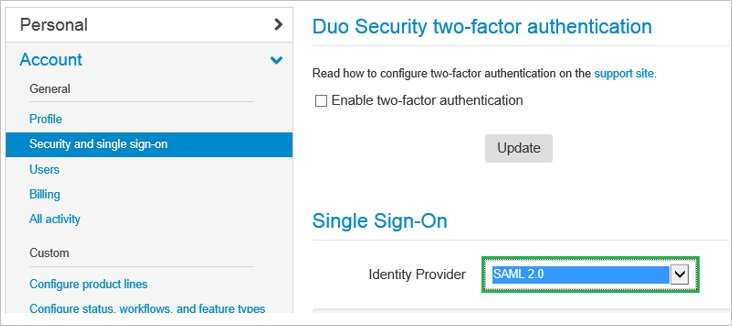 Personal
Account
General
Profile
Security and single sign-on
Users
Billing
All activity
Custom
Configure product lines
Configure status, workflows, and feature types
Duo Security two-factor authentication
Read how to configure two-factor authentication on the support site.
Enable two-factor authentication
Update
Single Sign-On
Identity Provider SAML 2.0